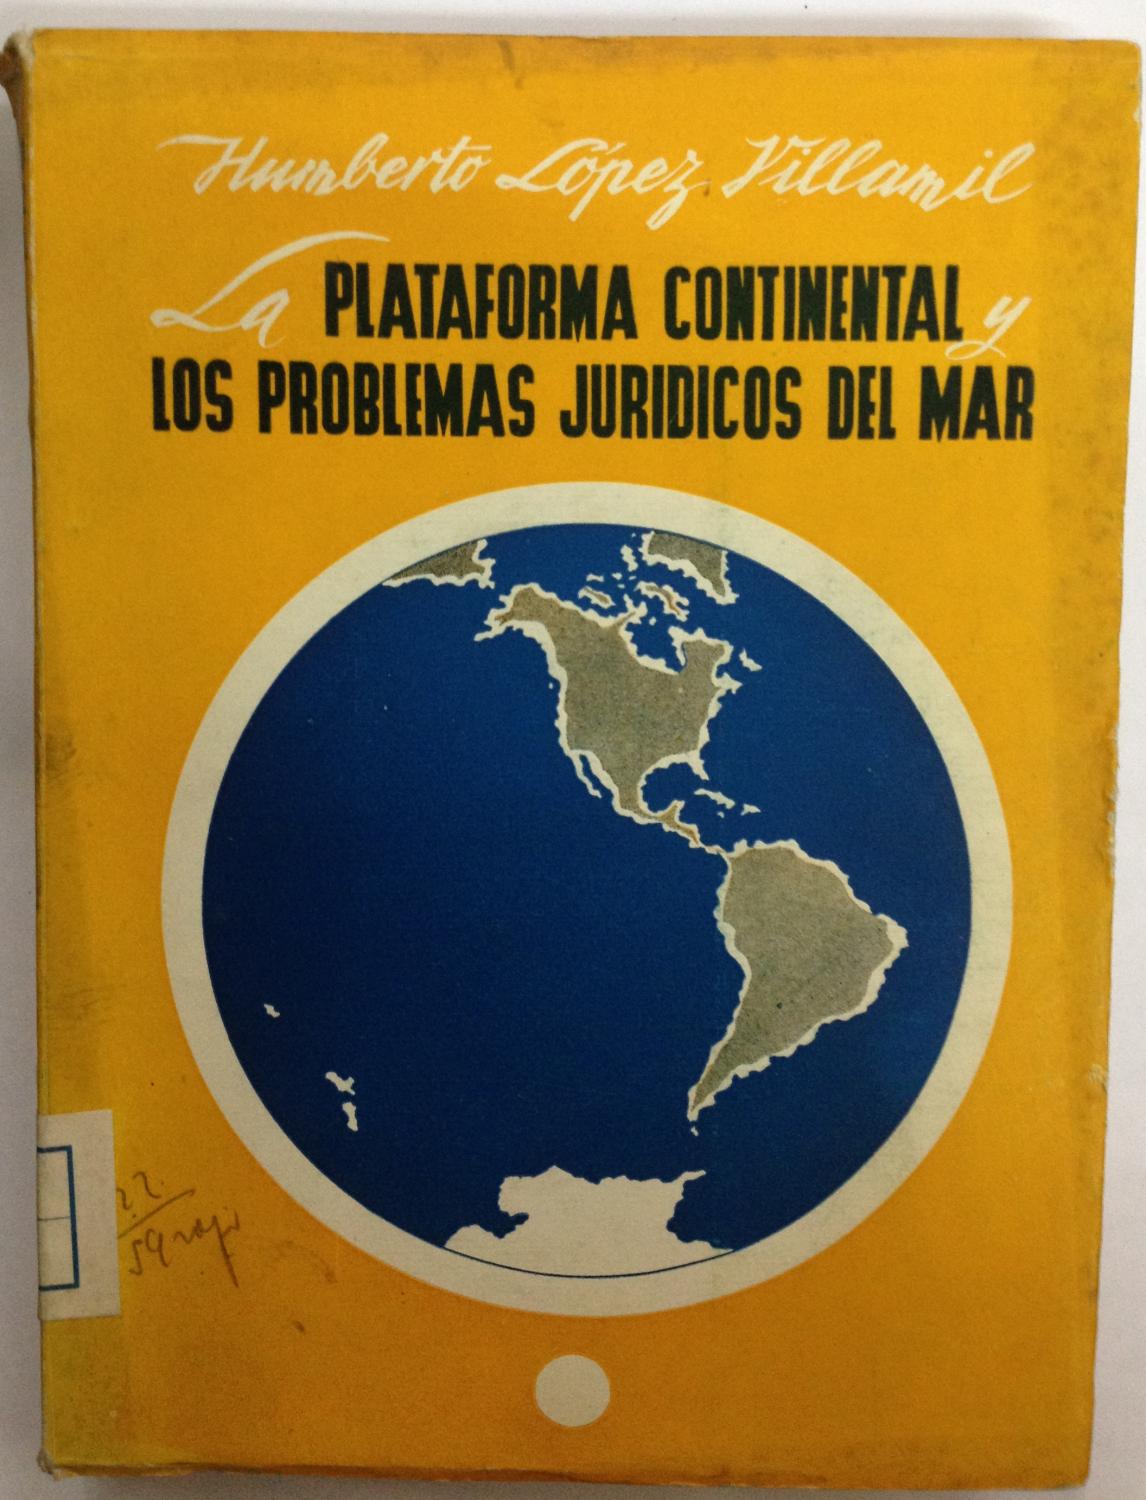 Humberto López Villamil
La PLATAFORMA CONTINENTAL y
LOS PROBLEMAS JURIDICOS DEL MAR